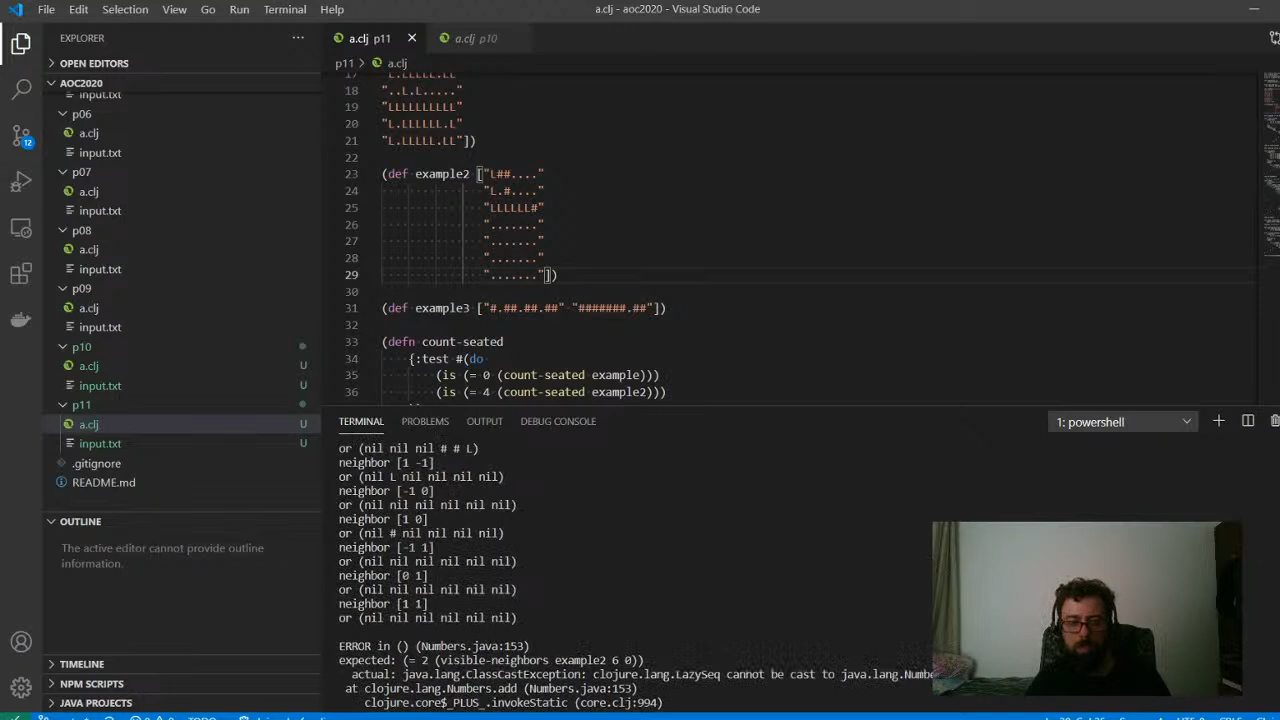 File Edit Selection View Go Run Terminal Help
a.clj - aoc2020 - Visual Studio Code
EXPLORER
OPEN EDITORS
AOC2020
input.txt
p06
a.clj
input.txt
p07
a.clj
input.txt
p08
a.clj
input.txt
p09
a.clj
input.txt
p10
a.clj U
input.txt U
p11
a.clj U
input.txt U
.gitignore
README.md
OUTLINE
The active editor cannot provide outline
information.
TIMELINE
NPM SCRIPTS
JAVA PROJECTS
12
a.clj p11
a.clj p10
p11 > a.clj
17 "L.LLLLL.LL"
18 "..L.L....."
19 "LLLLLLLLLL"
20 "L.LLLLLL.L"
21 "L.LLLLL.LL"])
22
23 (def example2 ["L##...."
24 "L.#...."
25 "LLLLLL#"
26 "......."
27 "......."
28 "......."
29 "......."])
30
31 (def example3 ["#.##.##.##" "#######.##"])
32
33 (defn count-seated
34 {:test #(do
35 (is (= 0 (count-seated example)))
36 (is (= 4 (count-seated example2)))
TERMINAL PROBLEMS OUTPUT DEBUG CONSOLE
1: powershell
or (nil nil nil # # L)
neighbor [1 -1]
or (nil L nil nil nil nil)
neighbor [-1 0]
or (nil nil nil nil nil nil)
neighbor [1 0]
or (nil # nil nil nil nil)
neighbor [-1 1]
or (nil nil nil nil nil nil)
neighbor [0 1]
or (nil nil nil nil nil nil)
neighbor [1 1]
or (nil nil nil nil nil nil)
ERROR in () (Numbers.java:153)
expected: (= 2 (visible-neighbors example2 6 0))
actual: java.lang.ClassCastException: clojure.lang.LazySeq cannot be cast to java.lang.Numbe
at clojure.lang.Numbers.add (Numbers.java:153)
clojure.core$_PLUS_.invokeStatic (core.clj:994)